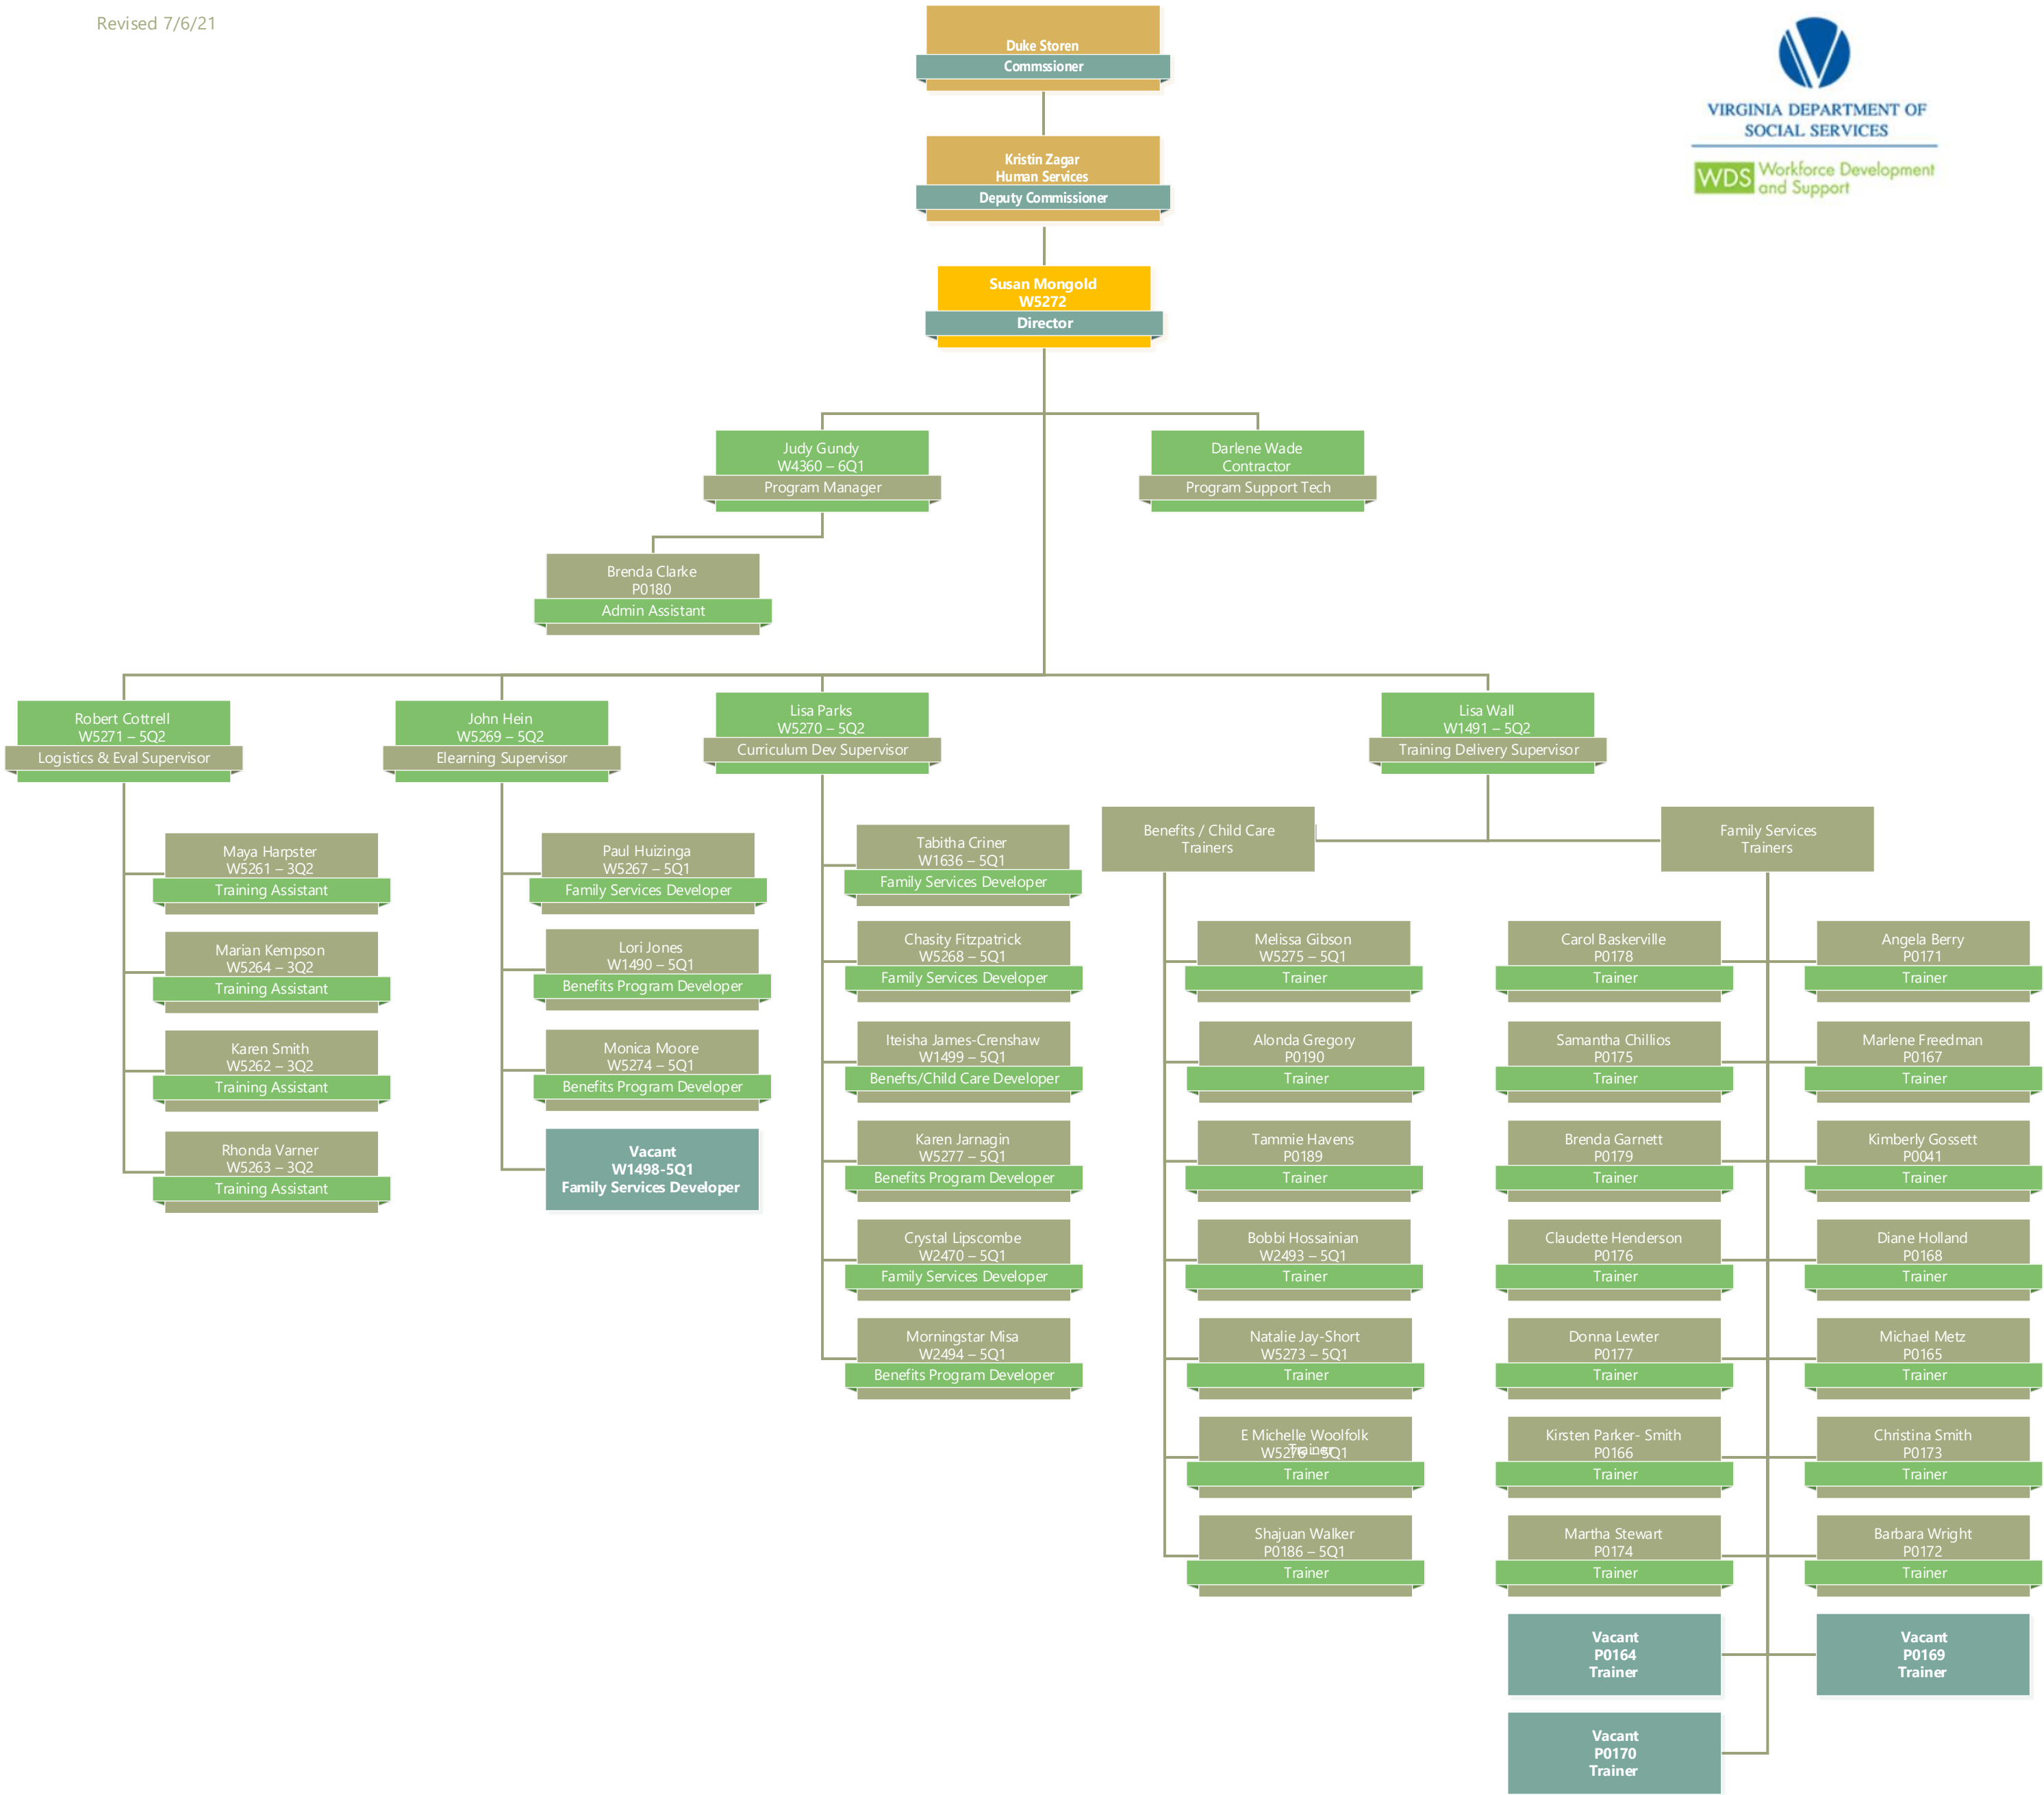 Revised 7/6/21
Duke Storen
Commssioner
VIRGINIA DEPARTMENT OF
SOCIAL SERVICES
WDS
Workforce Development
and Support
Kristin Zagar
Human Services
Deputy Commissioner
Susan Mongold
W5272
Director
Judy Gundy
W4360 – 6Q1
Program Manager
Darlene Wade
Contractor
Program Support Tech
Brenda Clarke
P0180
Admin Assistant
Robert Cottrell
W5271 – 5Q2
Logistics & Eval Supervisor
John Hein
W5269 – 5Q2
Elearning Supervisor
Lisa Parks
W5270 – 5Q2
Curriculum Dev Supervisor
Lisa Wall
W1491 – 5Q2
Training Delivery Supervisor
Maya Harpster
W5261 – 3Q2
Training Assistant
Marian Kempson
W5264 – 3Q2
Training Assistant
Karen Smith
W5262 – 3Q2
Training Assistant
Rhonda Varner
W5263 – 3Q2
Training Assistant
Paul Huizinga
W5267 – 5Q1
Family Services Developer
Lori Jones
W1490 – 5Q1
Benefits Program Developer
Monica Moore
W5274 – 5Q1
Benefits Program Developer
Vacant
W1498-5Q1
Family Services Developer
Tabitha Criner
W1636 – 5Q1
Family Services Developer
Chasity Fitzpatrick
W5268 – 5Q1
Family Services Developer
Iteisha James-Crenshaw
W1499 – 5Q1
Benefts/Child Care Developer
Karen Jarnagin
W5277 – 5Q1
Benefits Program Developer
Crystal Lipscombe
W2470 – 5Q1
Family Services Developer
Morningstar Misa
W2494 – 5Q1
Benefits Program Developer
Benefits / Child Care
Trainers
Melissa Gibson
W5275 – 5Q1
Trainer
Alonda Gregory
P0190
Trainer
Tammie Havens
P0189
Trainer
Bobbi Hossainian
W2493 – 5Q1
Trainer
Natalie Jay-Short
W5273 – 5Q1
Trainer
E Michelle Woolfolk
Trainer
W5276 – 5Q1
Trainer
Shajuan Walker
P0186 – 5Q1
Trainer
Family Services
Trainers
Carol Baskerville
P0178
Trainer
Samantha Chillios
P0175
Trainer
Brenda Garnett
P0179
Trainer
Claudette Henderson
P0176
Trainer
Donna Lewter
P0177
Trainer
Kirsten Parker- Smith
P0166
Trainer
Martha Stewart
P0174
Trainer
Vacant
P0164
Trainer
Vacant
P0170
Trainer
Angela Berry
P0171
Trainer
Marlene Freedman
P0167
Trainer
Kimberly Gossett
P0041
Trainer
Diane Holland
P0168
Trainer
Michael Metz
P0165
Trainer
Christina Smith
P0173
Trainer
Barbara Wright
P0172
Trainer
Vacant
P0169
Trainer